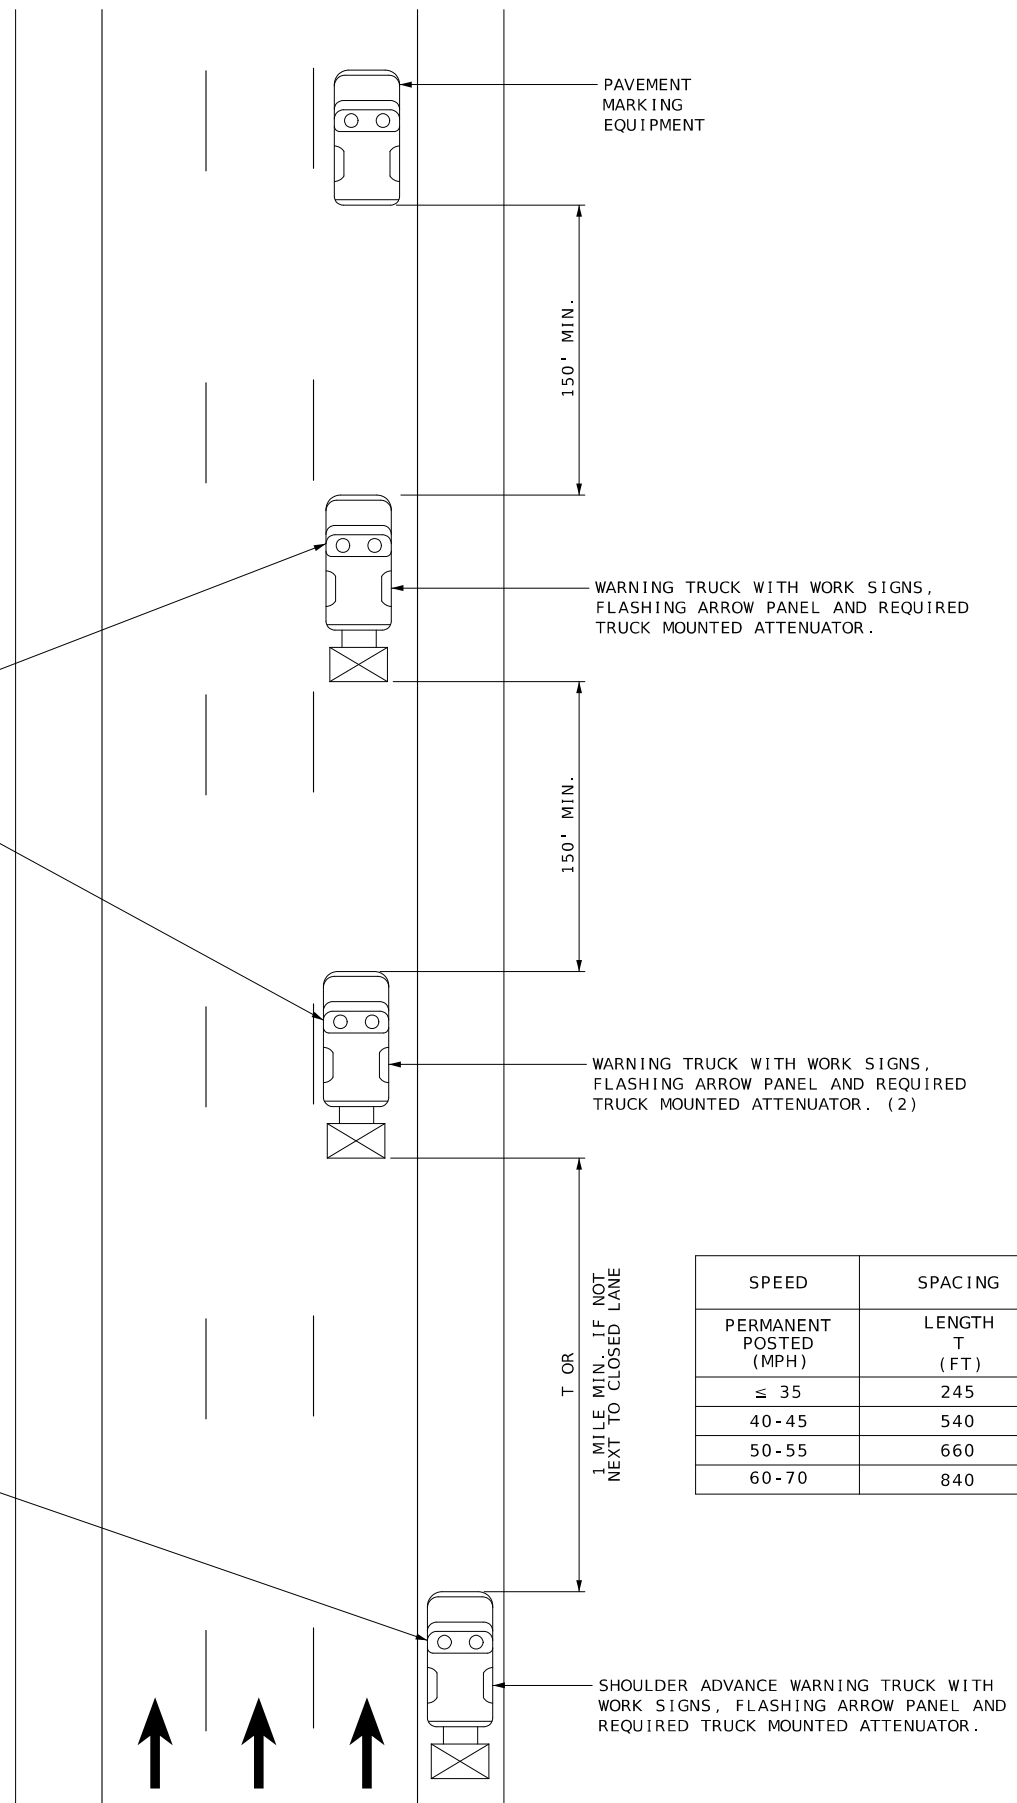 PAVEMENT
MARKING
EQUIPMENT
150' MIN.
WARNING TRUCK WITH WORK SIGNS,
FLASHING ARROW PANEL AND REQUIRED
TRUCK MOUNTED ATTENUATOR.
150' MIN.
WARNING TRUCK WITH WORK SIGNS,
FLASHING ARROW PANEL AND REQUIRED
TRUCK MOUNTED ATTENUATOR. (2)
T OR
1 MILE MIN. IF NOT
NEXT TO CLOSED LANE
SPEED SPACING
PERMANENT
POSTED
(MPH)
LENGTH
T
(FT)
≤ 35 245
40-45 540
50-55 660
60-70 840
SHOULDER ADVANCE WARNING TRUCK WITH
WORK SIGNS, FLASHING ARROW PANEL AND
REQUIRED TRUCK MOUNTED ATTENUATOR.